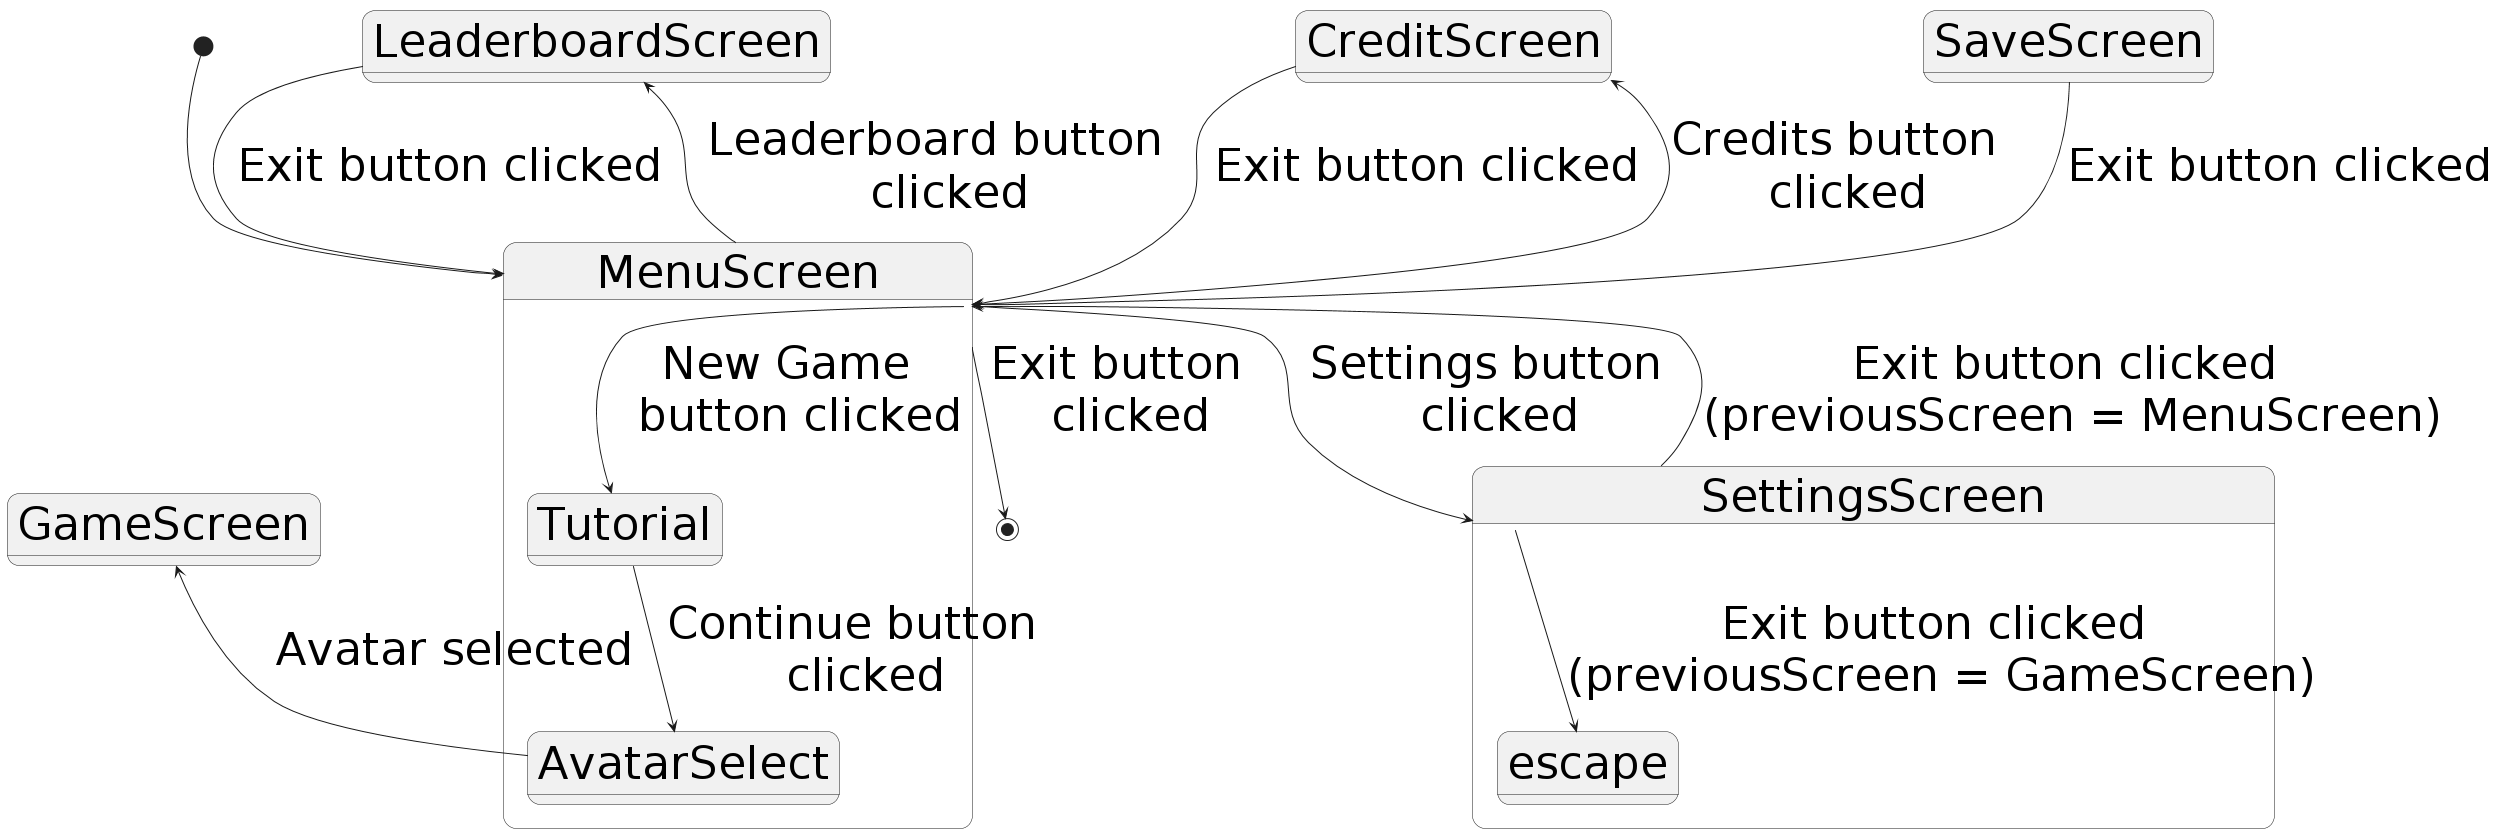 LeaderboardScreen
CreditScreen
SaveScreen
Exit button clicked
Leaderboard button
clicked
Exit button clicked
Credits button
clicked
Exit button clicked
MenuScreen
New Game
button clicked
Exit button
clicked
Settings button
clicked
Exit button clicked
(previousScreen = MenuScreen)
GameScreen
Tutorial
SettingsScreen
Avatar selected
Continue button
clicked
Exit button clicked
(previousScreen = GameScreen)
AvatarSelect
escape